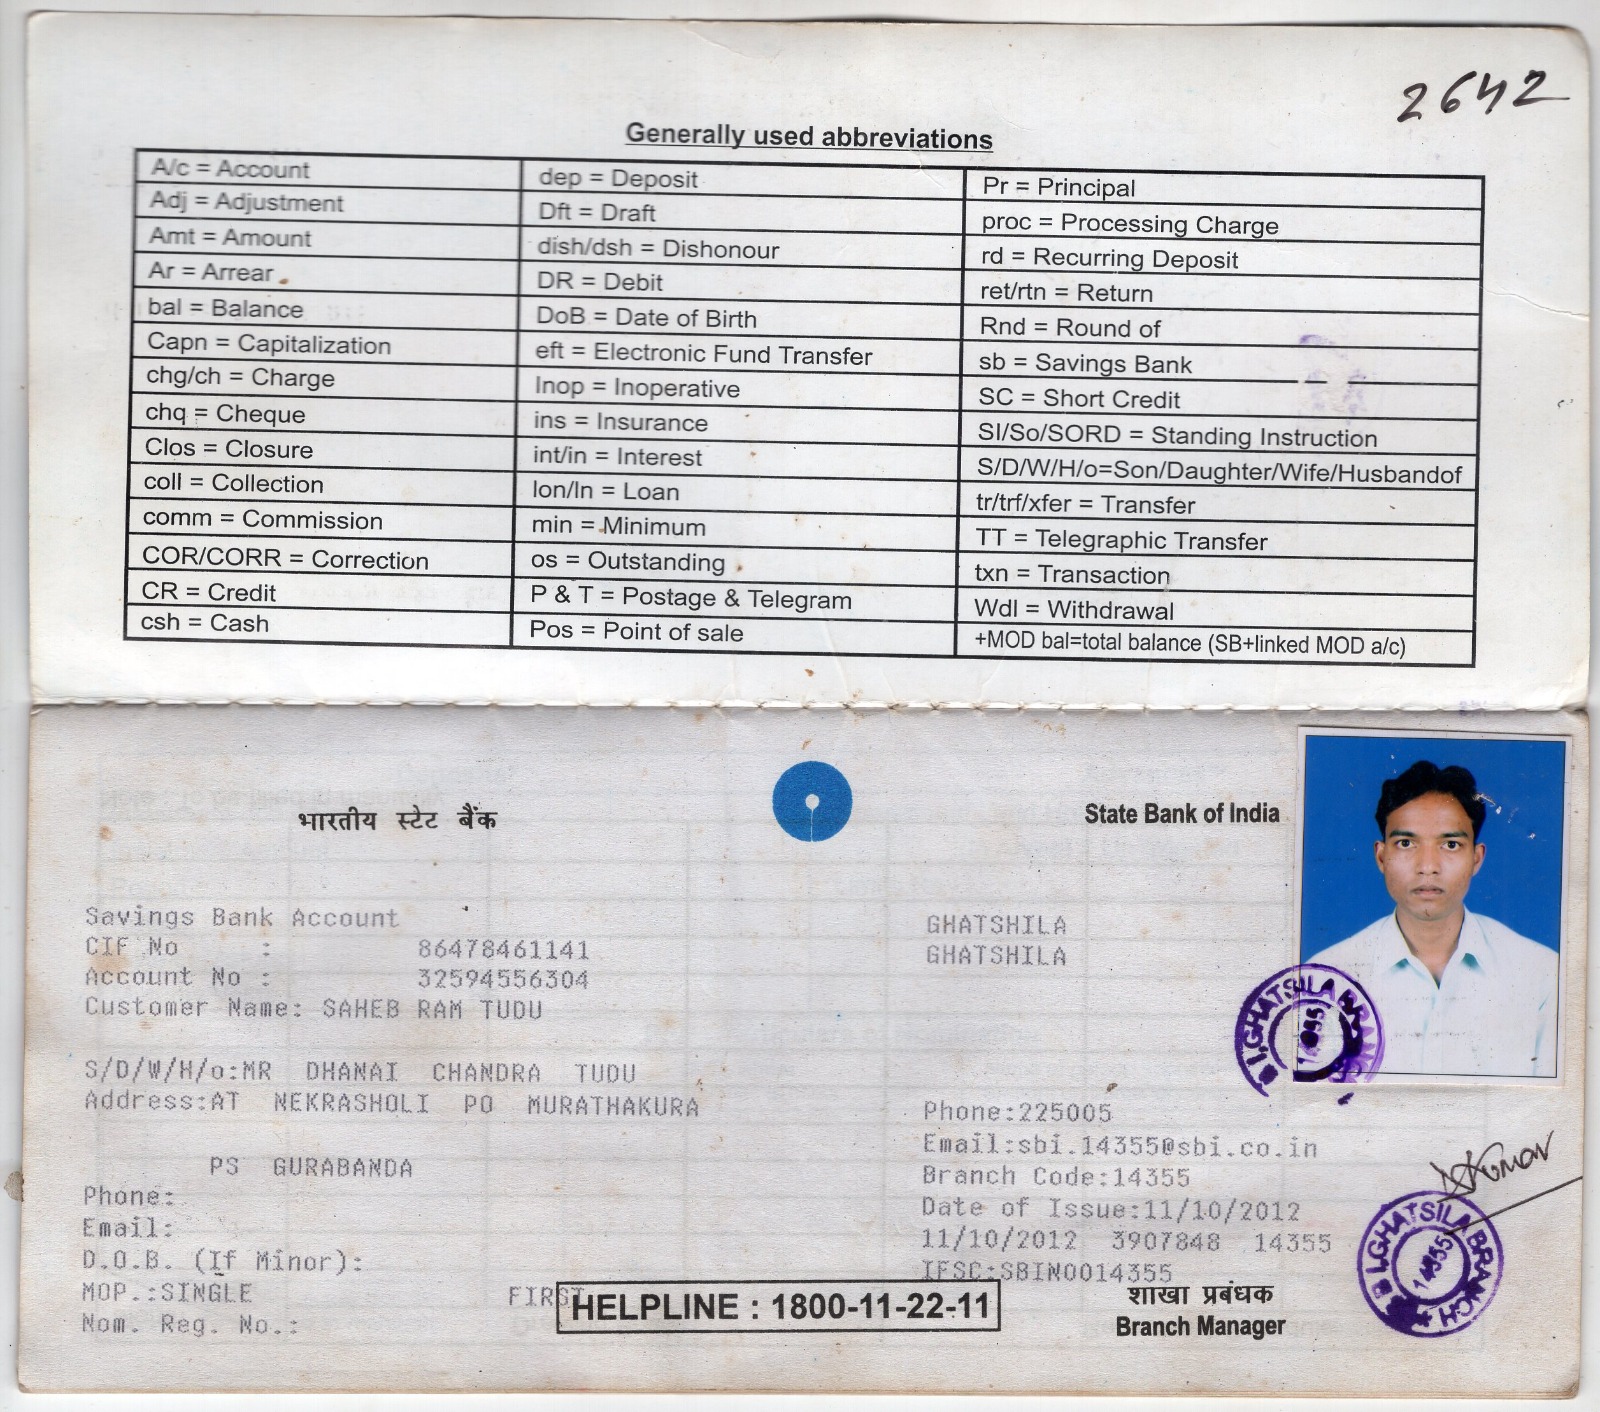 2642
Generally used abbreviations
A/c = Account
Adj = Adjustment
Amt = Amount
Ar = Arrear
bal = Balance
Capn = Capitalization
chg/ch = Charge
chq = Cheque
Clos = Closure
coll = Collection
comm = Commission
COR/CORR = Correction
CR = Credit
csh = Cash
dep = Deposit
Dft = Draft
dish/dsh = Dishonour
DR = Debit
DoB = Date of Birth
eft = Electronic Fund Transfer
Inop = Inoperative
ins = Insurance
int/in = Interest
lon/ln = Loan
min = Minimum
os = Outstanding
P & T = Postage & Telegram
Pos = Point of sale
Pr = Principal
proc = Processing Charge
rd = Recurring Deposit
ret/rtn = Return
Rnd = Round of
sb = Savings Bank
SC = Short Credit
SI/So/SORD = Standing Instruction
S/D/W/H/o=Son/Daughter/Wife/Husbandof
tr/trf/xfer = Transfer
TT = Telegraphic Transfer
txn = Transaction
Wdl = Withdrawal
+MOD bal=total balance (SB+linked MOD a/c)
भारतीय स्टेट बैंक
State Bank of India
Savings Bank Account
CIF No : 86478461141
Account No : 32594556304
Customer Name: SAHEB RAM TUDU
S/D/W/H/o:MR DHANAI CHANDRA TUDU
Address:AT NEKRASHOLI PO MURATHAKURA
PS GURABANDA
Phone:
Email:
D.O.B. (If Minor):
MOP.:SINGLE FIRST
Nom. Reg. No.:
HELPLINE : 1800-11-22-11
GHATSHILA
GHATSHILA
GHATSILA BRANCH
14355
Phone:225005
Email:sbi.14355@sbi.co.in
Branch Code:14355
Date of Issue:11/10/2012
11/10/2012 3907848 14355
IFSC:SBIN0014355
शाखा प्रबंधक
Branch Manager
GHATSILA BRANCH
14355